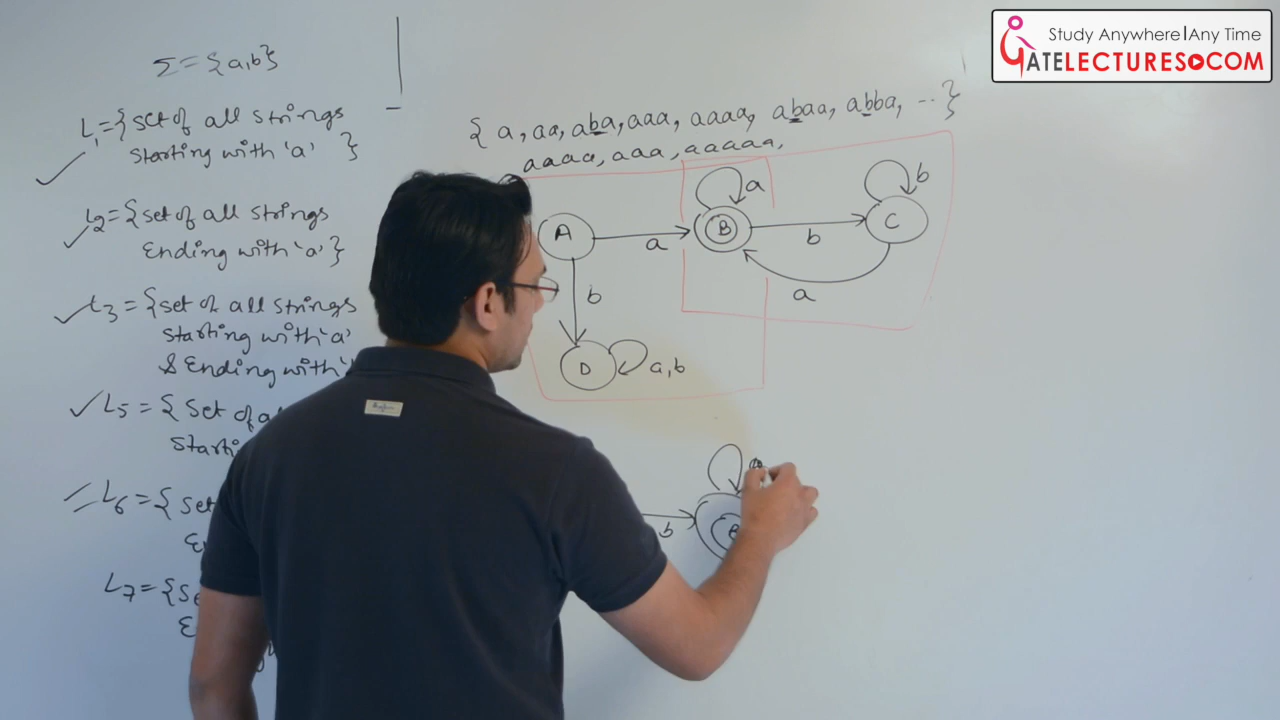 Study Anywhere|Any Time
GATELECTURES.COM
Σ = {a,b}
L1={set of all strings
starting with 'a' }
L2={set of all strings
Ending with 'a'}
L3={set of all strings
starting with 'a'
& Ending with
L5={ Set of
Starti
L6={
L7={
{ a, aa, aba, aaa, aaaa, abaa, abba, ... }
aaaa, aaa, aaaaa,
A
a
B
a
b
C
b
a
b
D
a,b
b
B